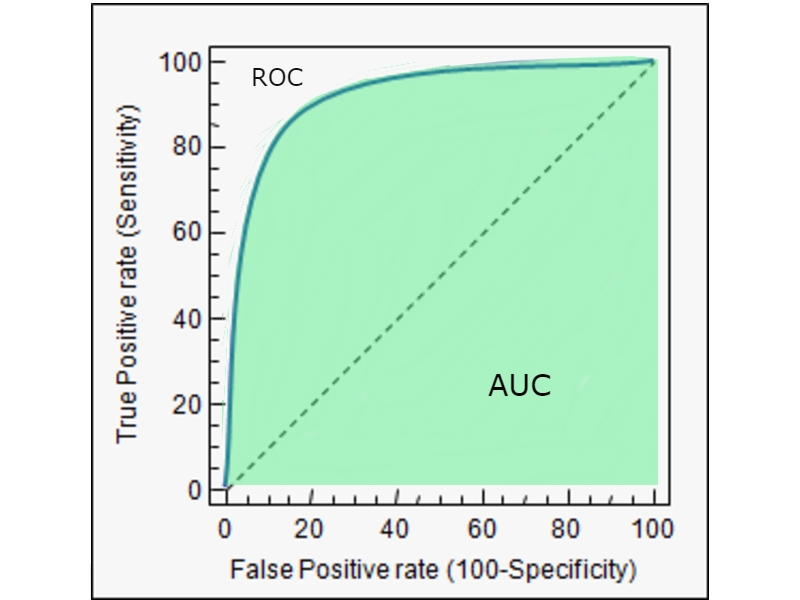 ROC
AUC
True Positive rate (Sensitivity)
100
80
60
40
20
0
0 20 40 60 80 100
False Positive rate (100-Specificity)